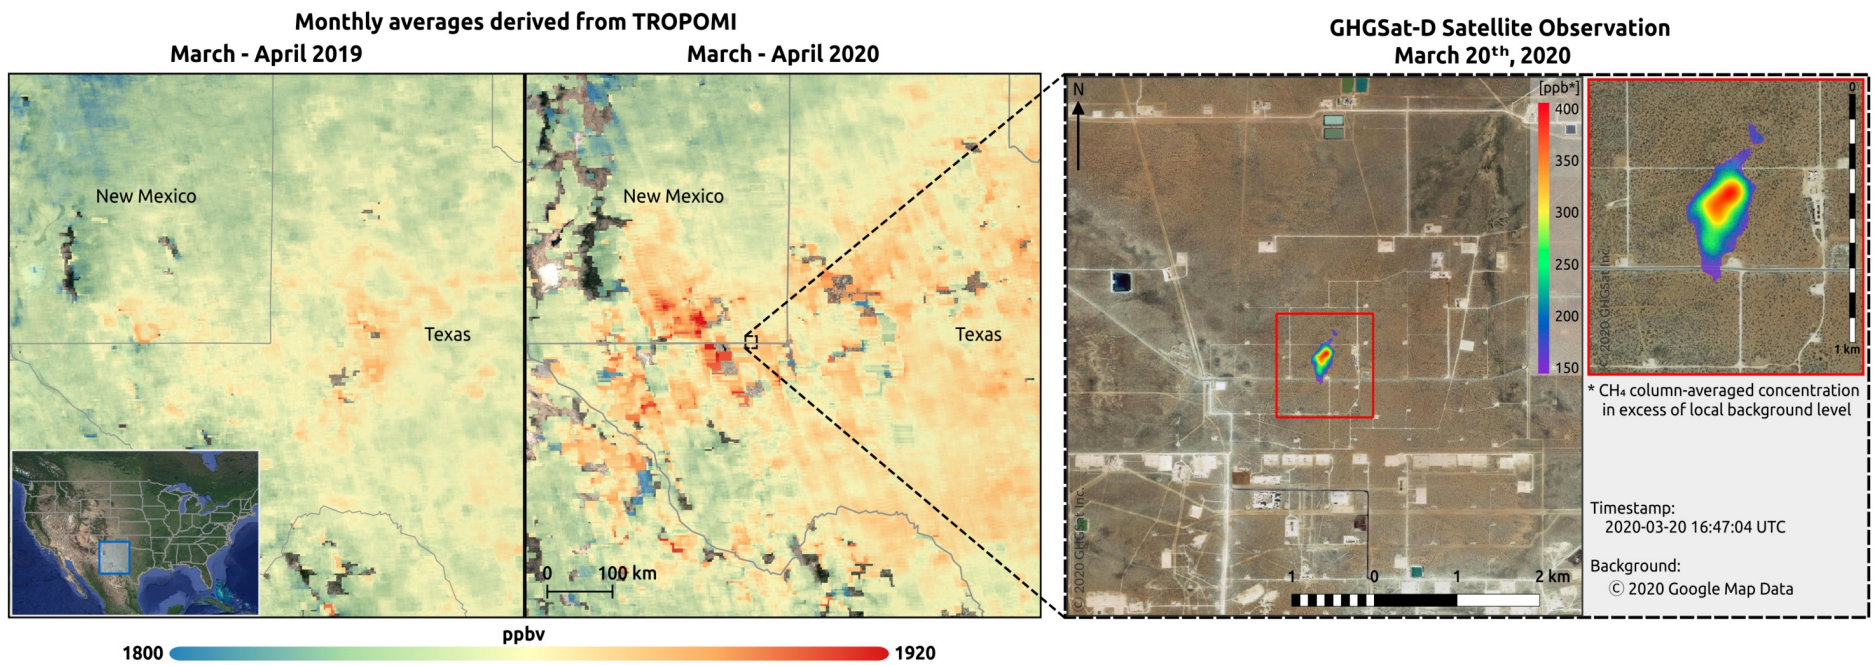 Monthly averages derived from TROPOMI
March - April 2019
March - April 2020
New Mexico
Texas
New Mexico
Texas
0 100 km
ppbv
1800
1920
GHGSat-D Satellite Observation
March 20ᵗʰ, 2020
N
[ppb*]
400
350
300
250
200
150
© 2020 GHGSat Inc.
1 0 1 2 km
© 2020 GHGSat Inc.
0
1 km
* CH₄ column-averaged concentration
in excess of local background level
Timestamp:
2020-03-20 16:47:04 UTC
Background:
Ⓒ 2020 Google Map Data